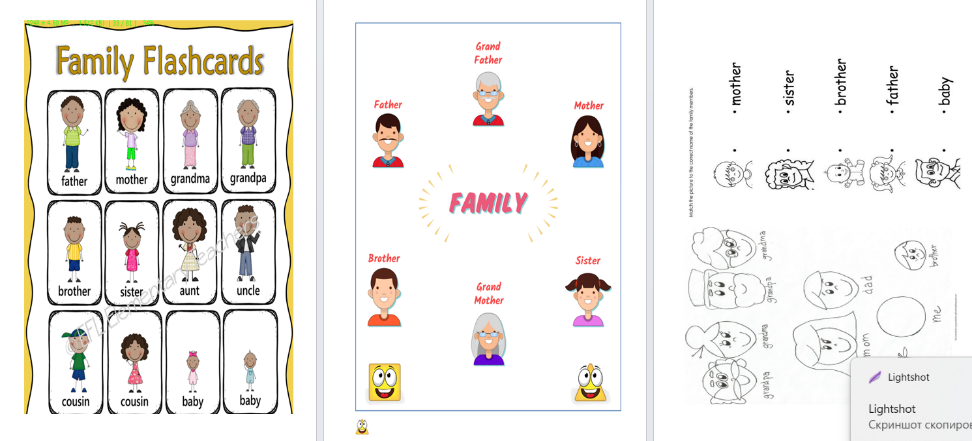 Family Flashcards
father
mother
grandma
grandpa
brother
sister
aunt
uncle
cousin
cousin
baby
baby
Grand
Father
Father
Mother
FAMILY
Brother
Grand
Mother
Sister
Match the picture to the correct name of the family members.
• mother
• sister
• brother
• father
• baby
grandma
grandpa
grandma
grandpa
dad
mom
brother
me
Lightshot
Lightshot
Скриншот скопиров